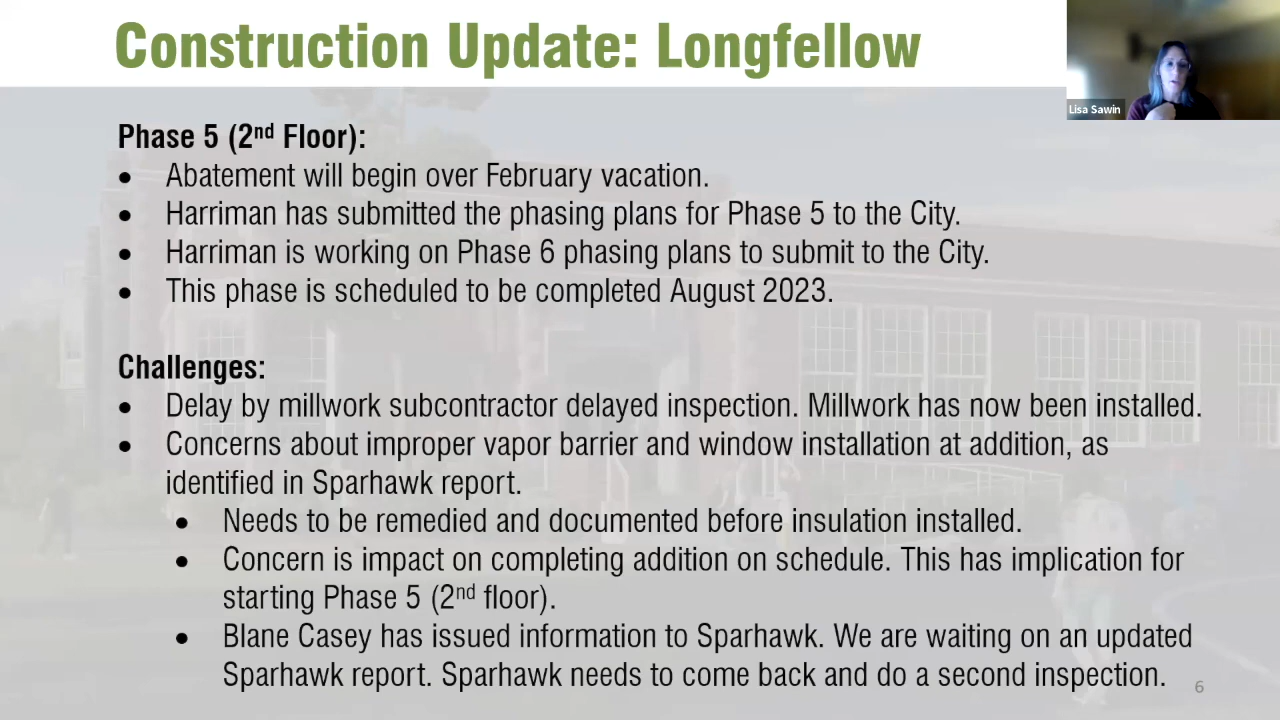 Construction Update: Longfellow
Lisa Sawin
Phase 5 (2nd Floor):
• Abatement will begin over February vacation.
• Harriman has submitted the phasing plans for Phase 5 to the City.
• Harriman is working on Phase 6 phasing plans to submit to the City.
• This phase is scheduled to be completed August 2023.
Challenges:
• Delay by millwork subcontractor delayed inspection. Millwork has now been installed.
• Concerns about improper vapor barrier and window installation at addition, as
identified in Sparhawk report.
• Needs to be remedied and documented before insulation installed.
• Concern is impact on completing addition on schedule. This has implication for
starting Phase 5 (2nd floor).
• Blane Casey has issued information to Sparhawk. We are waiting on an updated
Sparhawk report. Sparhawk needs to come back and do a second inspection.
6